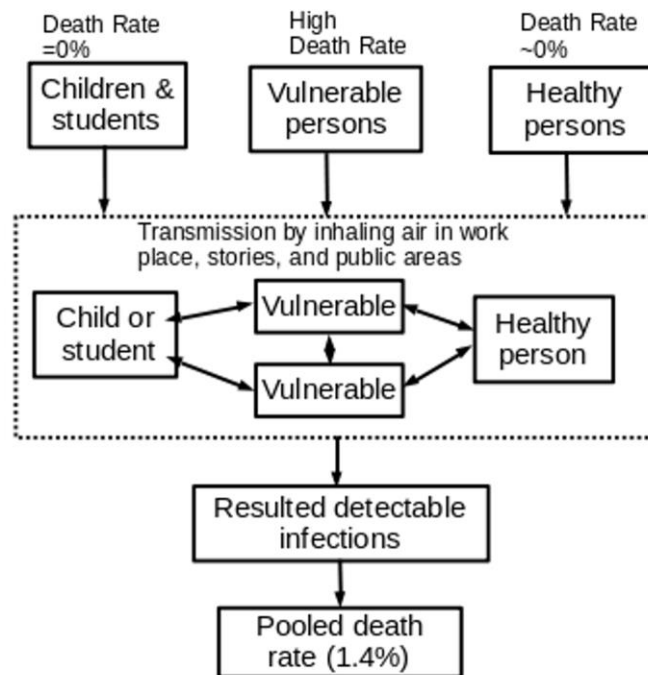 Death Rate
=0%
High
Death Rate
Death Rate
~0%
Children &
students
Vulnerable
persons
Healthy
persons
Transmission by inhaling air in work
place, stories, and public areas
Child or
student
Vulnerable
Vulnerable
Healthy
person
Resulted detectable
infections
Pooled death
rate (1.4%)